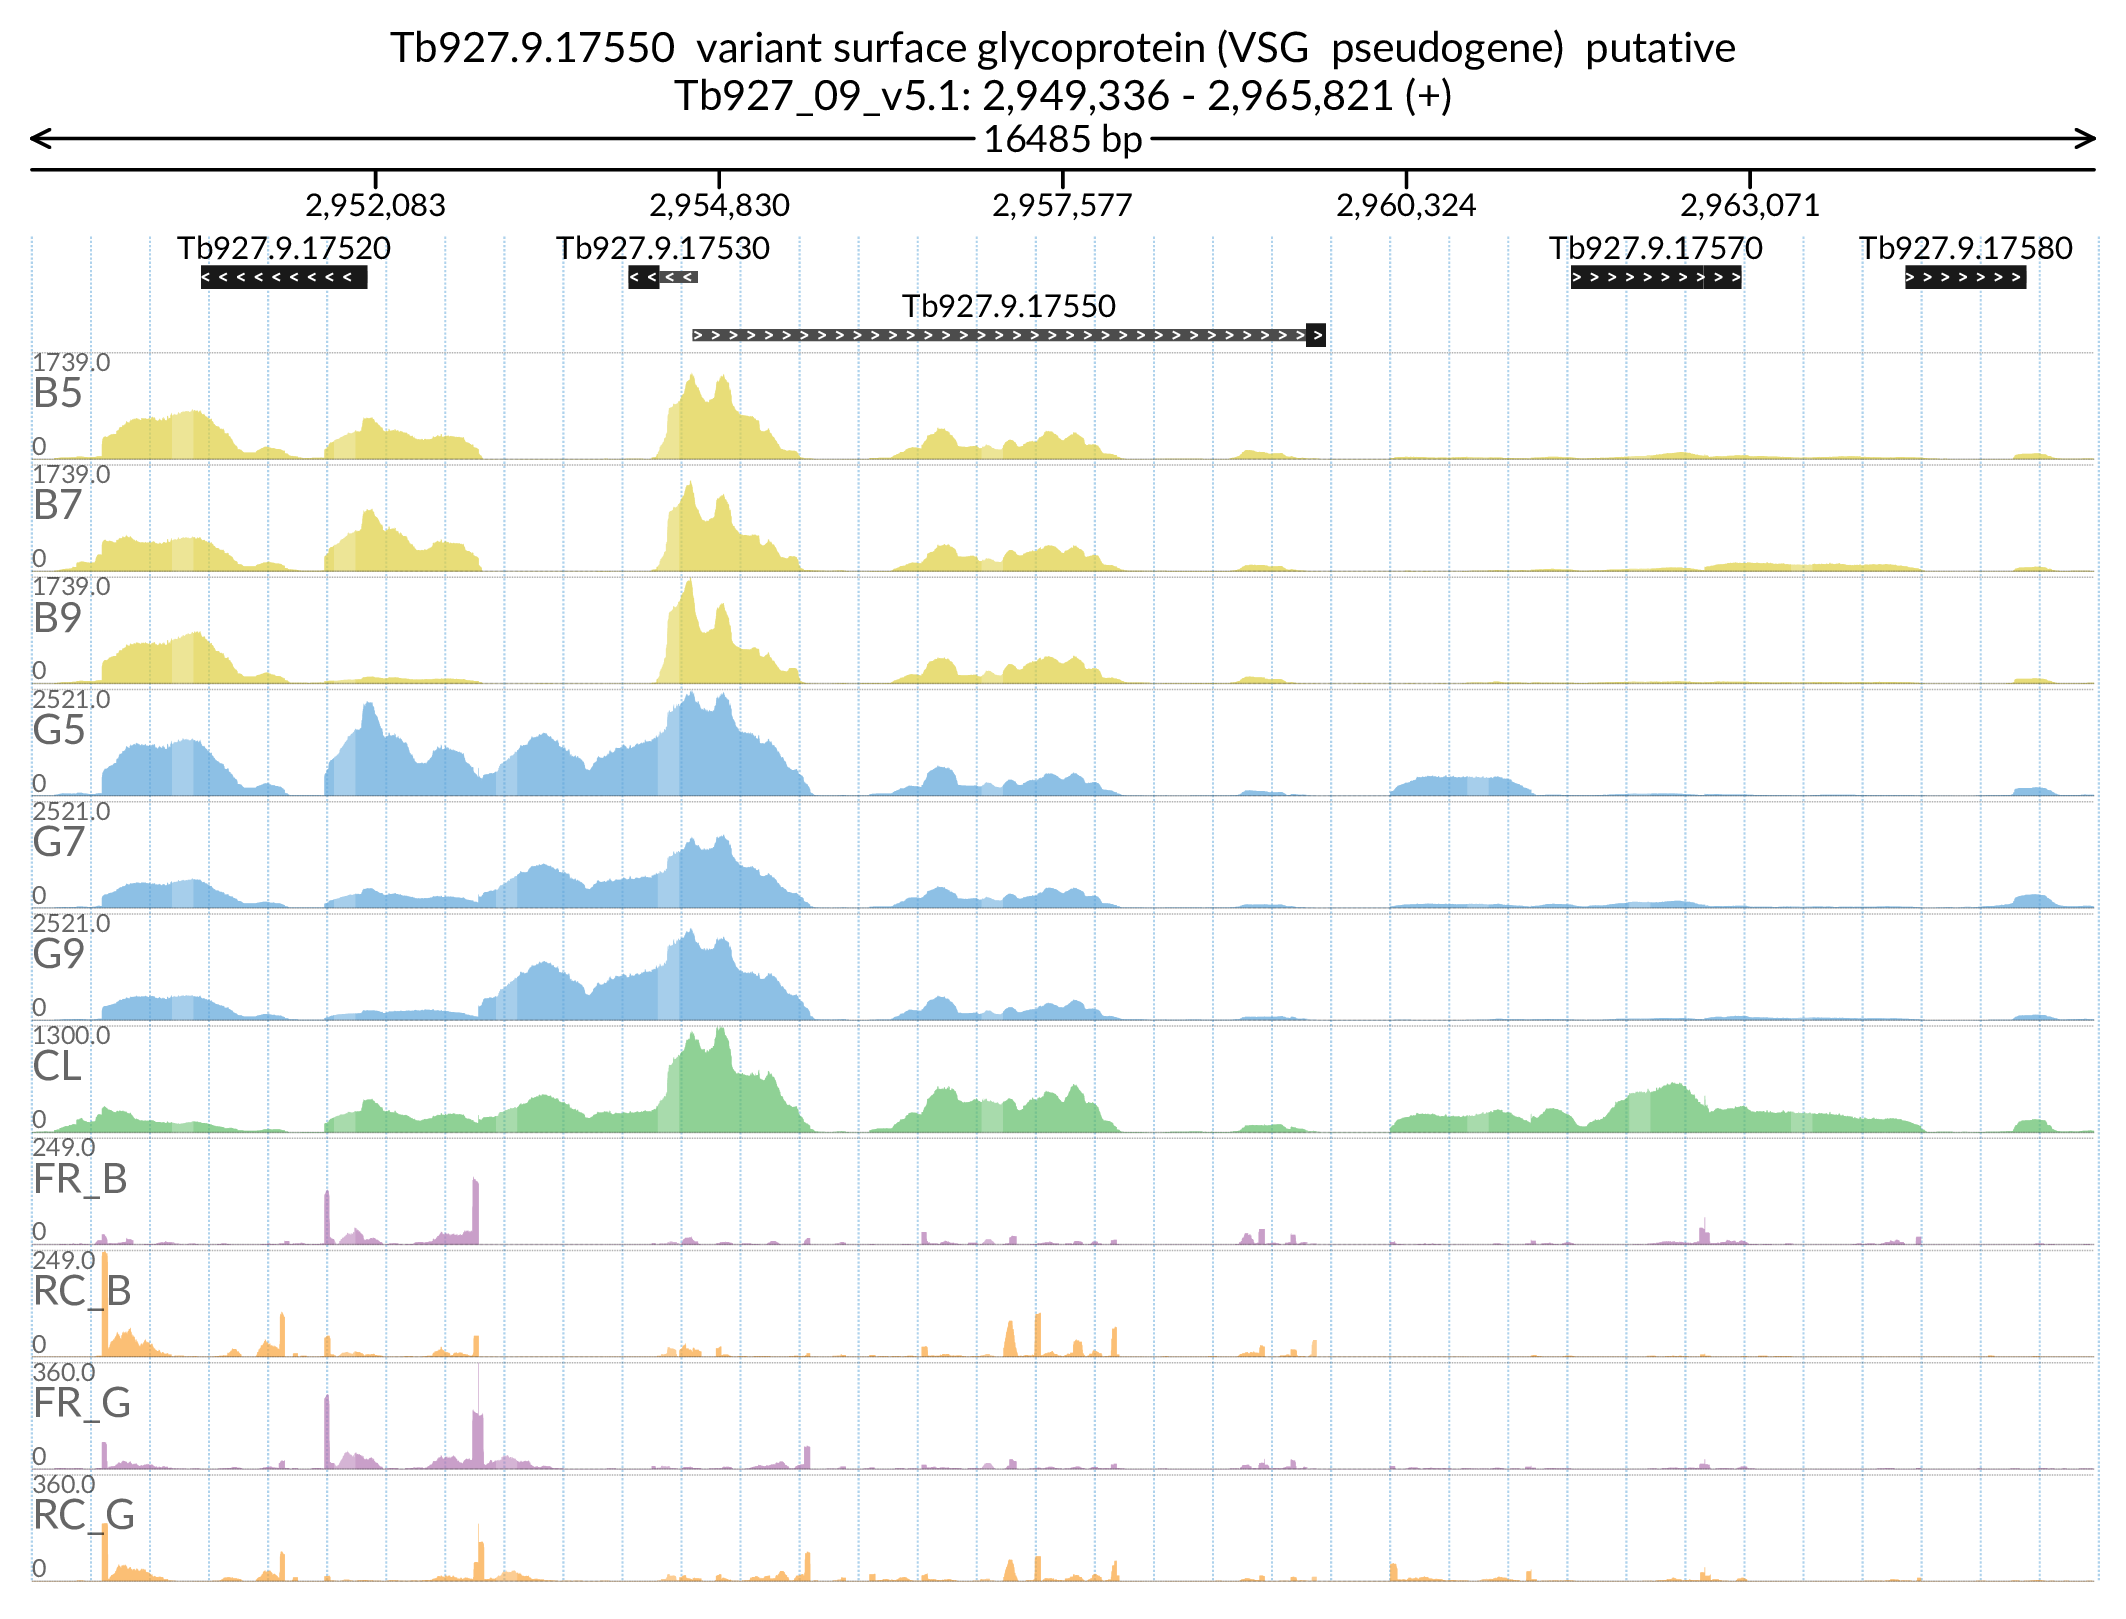 Tb927.9.17550  variant surface glycoprotein (VSG  pseudogene)  putative
Tb927_09_v5.1: 2,949,336 - 2,965,821 (+)
16485 bp
2,952,083 2,954,830 2,957,577 2,960,324 2,963,071
Tb927.9.17520 Tb927.9.17530 Tb927.9.17570 Tb927.9.17580
Tb927.9.17550
1739.0
B5
0
1739.0
B7
0
1739.0
B9
0
2521.0
G5
0
2521.0
G7
0
2521.0
G9
0
1300.0
CL
0
249.0
FR_B
0
249.0
RC_B
0
360.0
FR_G
0
360.0
RC_G
0